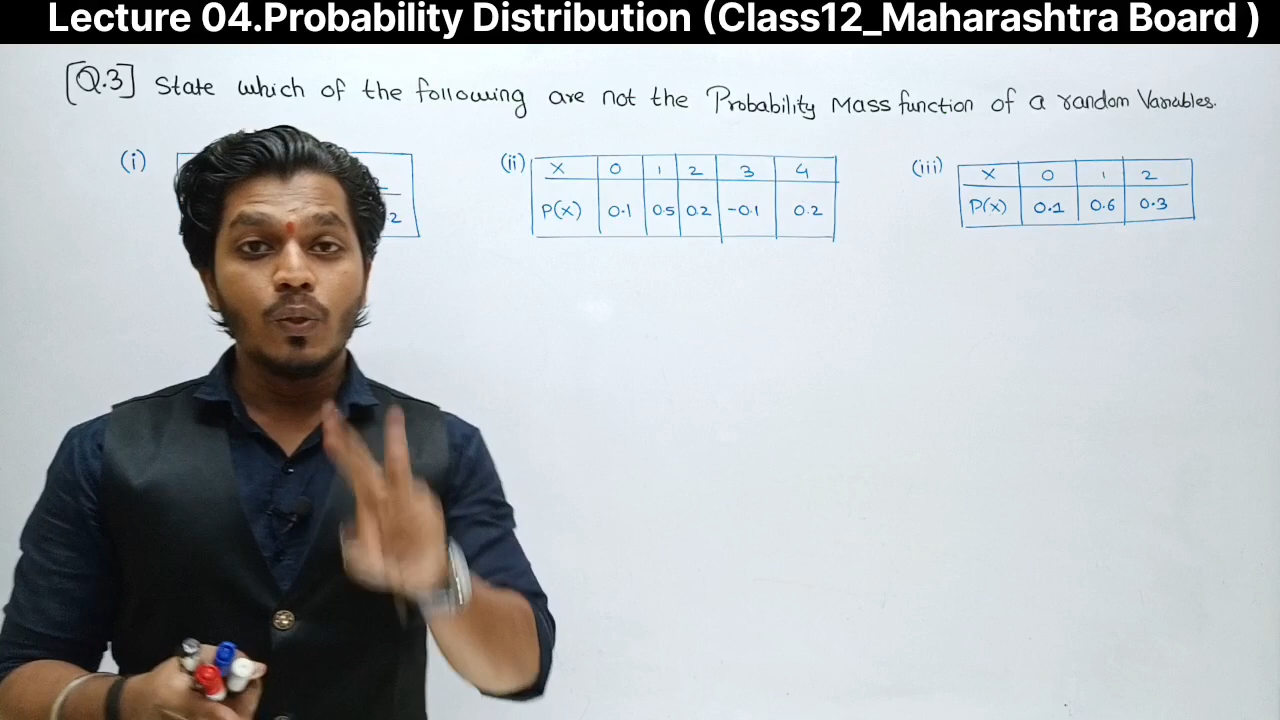 Lecture 04.Probability Distribution (Class12_Maharashtra Board )
[Q.3] State which of the following are not the Probability Mass function of a random Variables.
(i)
2
(ii) X 0 1 2 3 4
P(x) 0.1 0.5 0.2 -0.1 0.2
(iii) X 0 1 2
P(x) 0.1 0.6 0.3